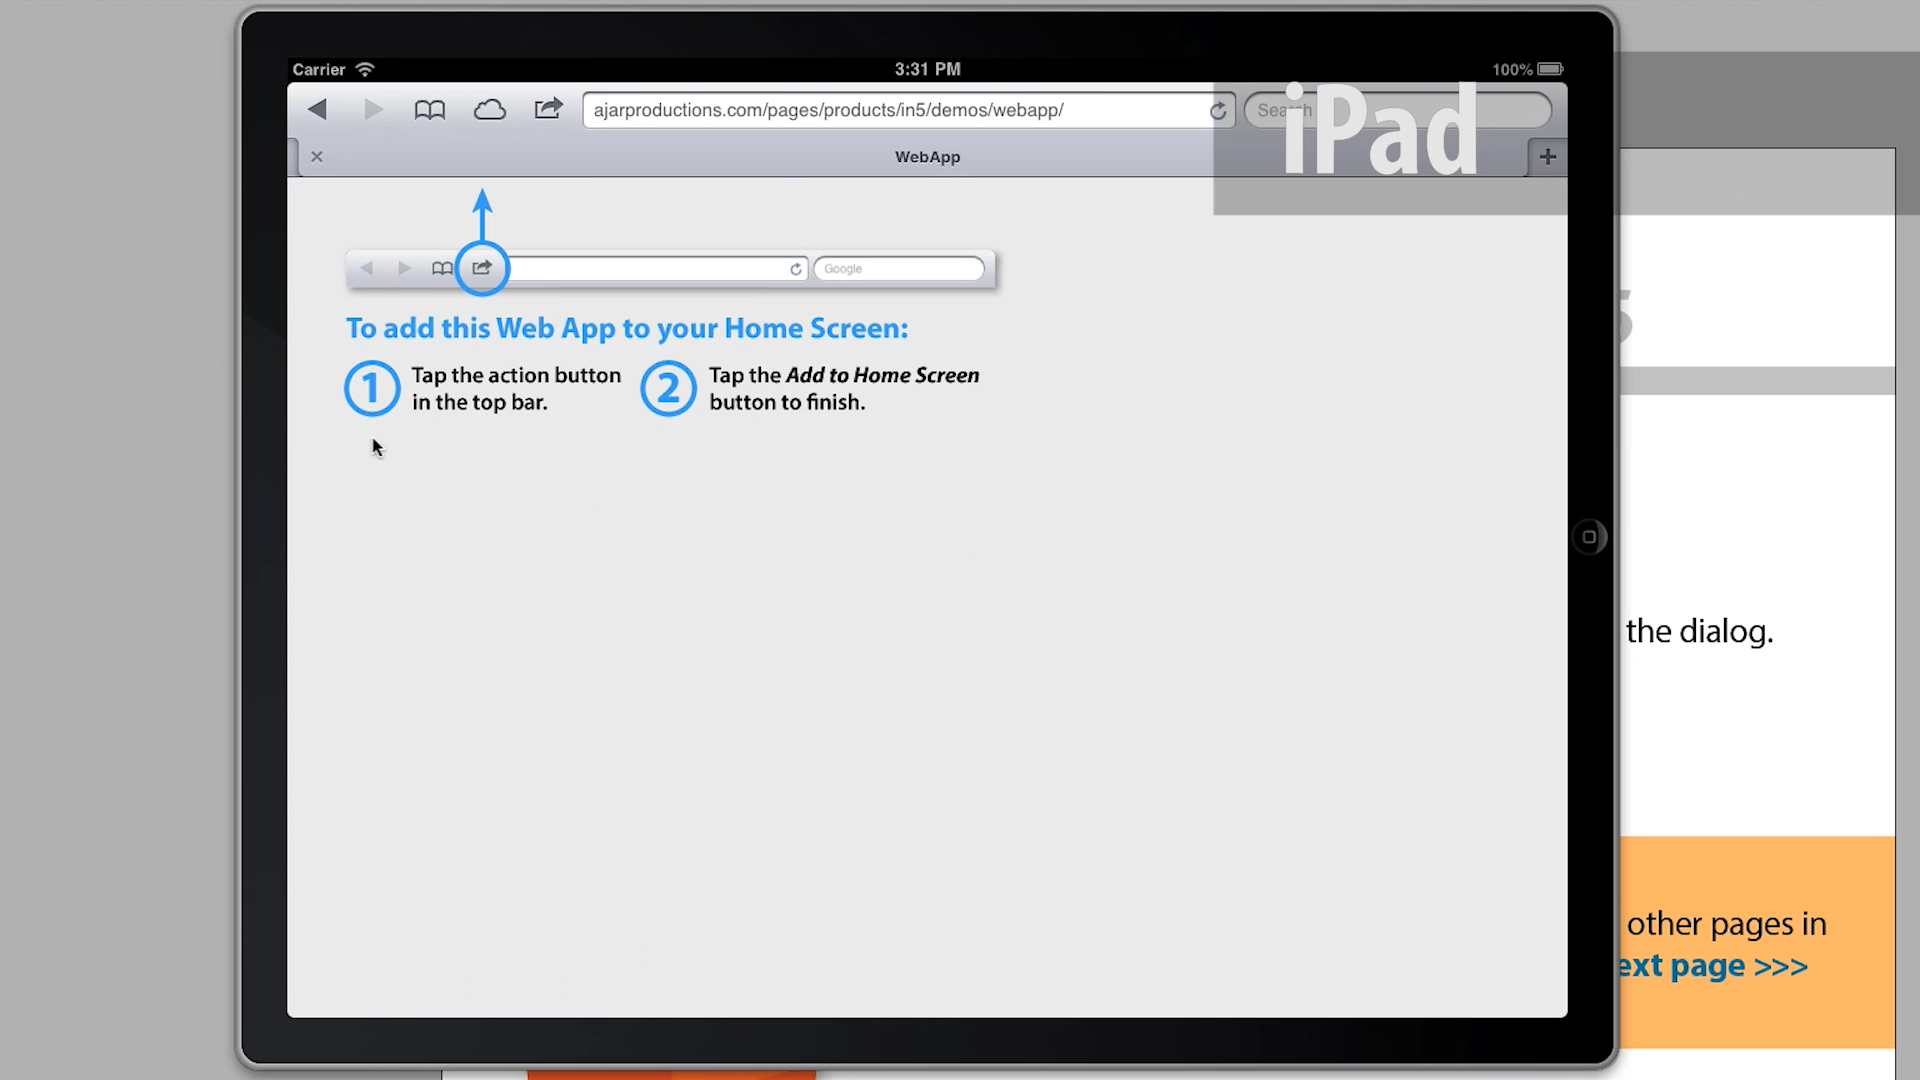 Carrier
3:31 PM
100%
ajarproductions.com/pages/products/in5/demos/webapp/
Search
iPad
WebApp
Google
To add this Web App to your Home Screen:
1
Tap the action button
in the top bar.
2
Tap the Add to Home Screen
button to finish.
5
the dialog.
other pages in
ext page >>>